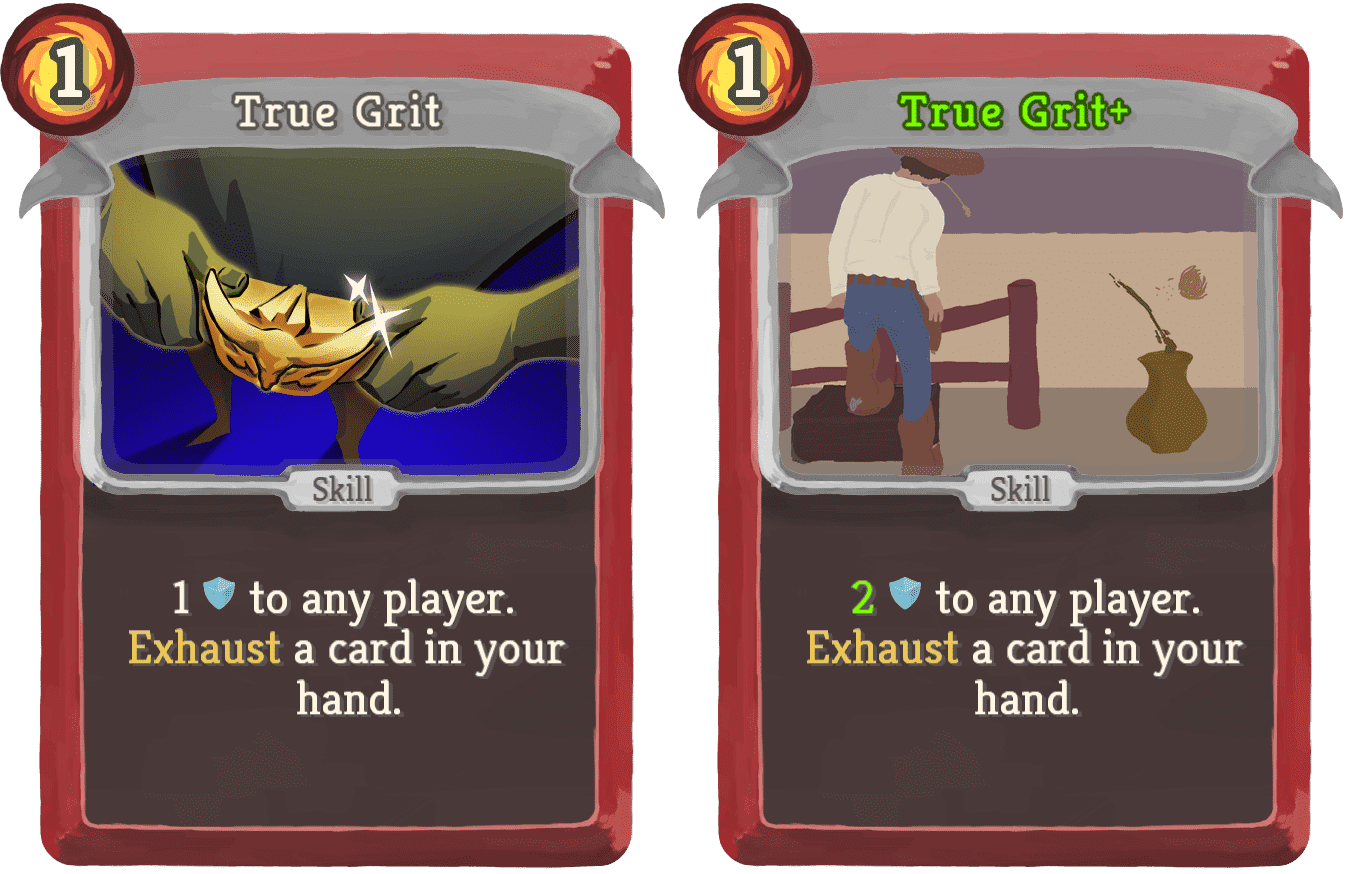 1
True Grit
Skill
1 to any player.
Exhaust a card in your
hand.
1
True Grit+
Skill
2 to any player.
Exhaust a card in your
hand.